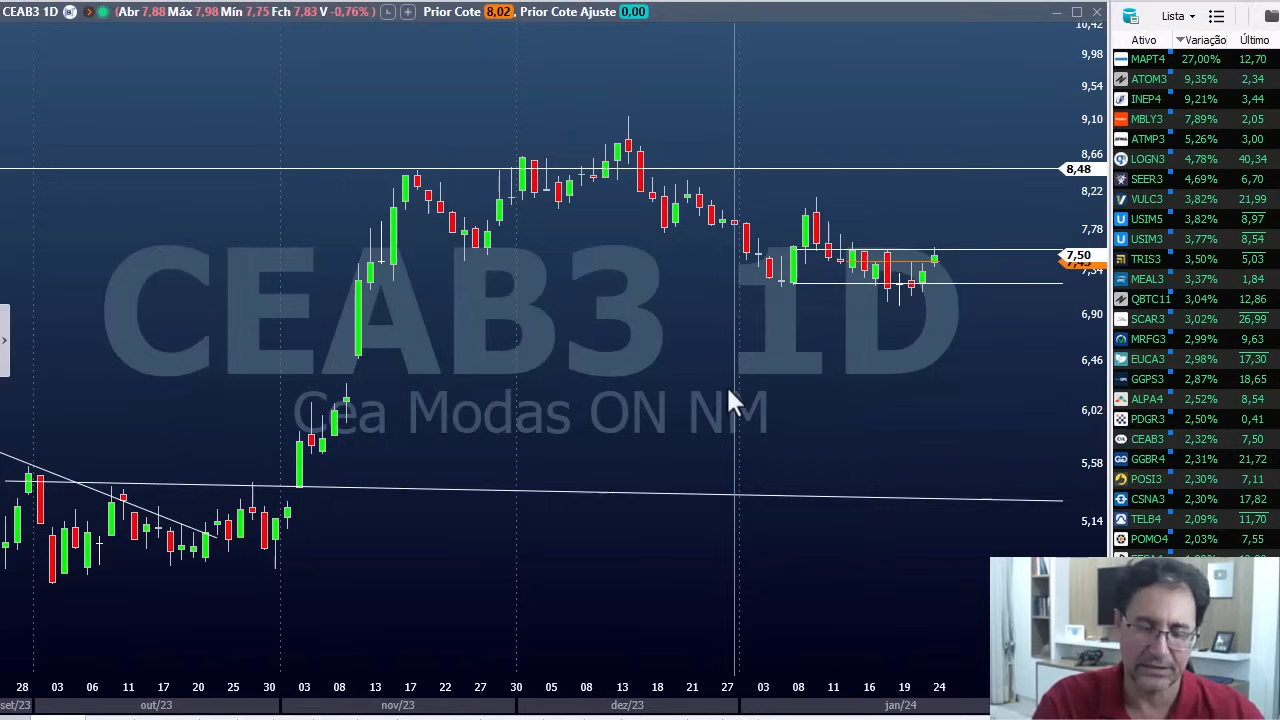 CEAB3 1D (Abr 7,88 Máx 7,98 Mín 7,75 Fch 7,83 V -0,76%) Prior Cote 8,02, Prior Cote Ajuste 0,00
10,42
9,98
9,54
9,10
8,66
8,48
8,22
7,78
7,50
7,34
6,90
6,46
6,02
5,58
5,14
CEAB3 1D
Cea Modas ON NM
28 03 06 11 16 20 30 03 08 13 17 22 27 30 05 08 13 18 21 27 03 08 11 16 19 24
set/23 out/23 nov/23 dez/23 jan/24
Lista
Ativo Variação Último
MAPT4 27,00% 12,70
ATOM3 9,35% 2,34
INEP4 9,21% 3,44
MBLY3 7,89% 2,05
ATMP3 5,26% 3,00
LOGN3 4,78% 40,34
SEER3 4,69% 6,70
VULC3 3,82% 21,99
USIM5 3,82% 8,97
USIM3 3,77% 8,54
TRIS3 3,50% 5,03
MEAL3 3,37% 1,84
QBTC11 3,04% 12,86
SCAR3 3,02% 26,99
MRFG3 2,99% 9,63
EUCA3 2,98% 17,30
GGPS3 2,87% 18,65
ALPA4 2,52% 8,54
PDGR3 2,50% 0,41
CEAB3 2,32% 7,50
GGBR4 2,31% 21,72
POSI3 2,30% 7,11
CSNA3 2,30% 17,82
TELB4 2,09% 11,70
POMO4 2,03% 7,55